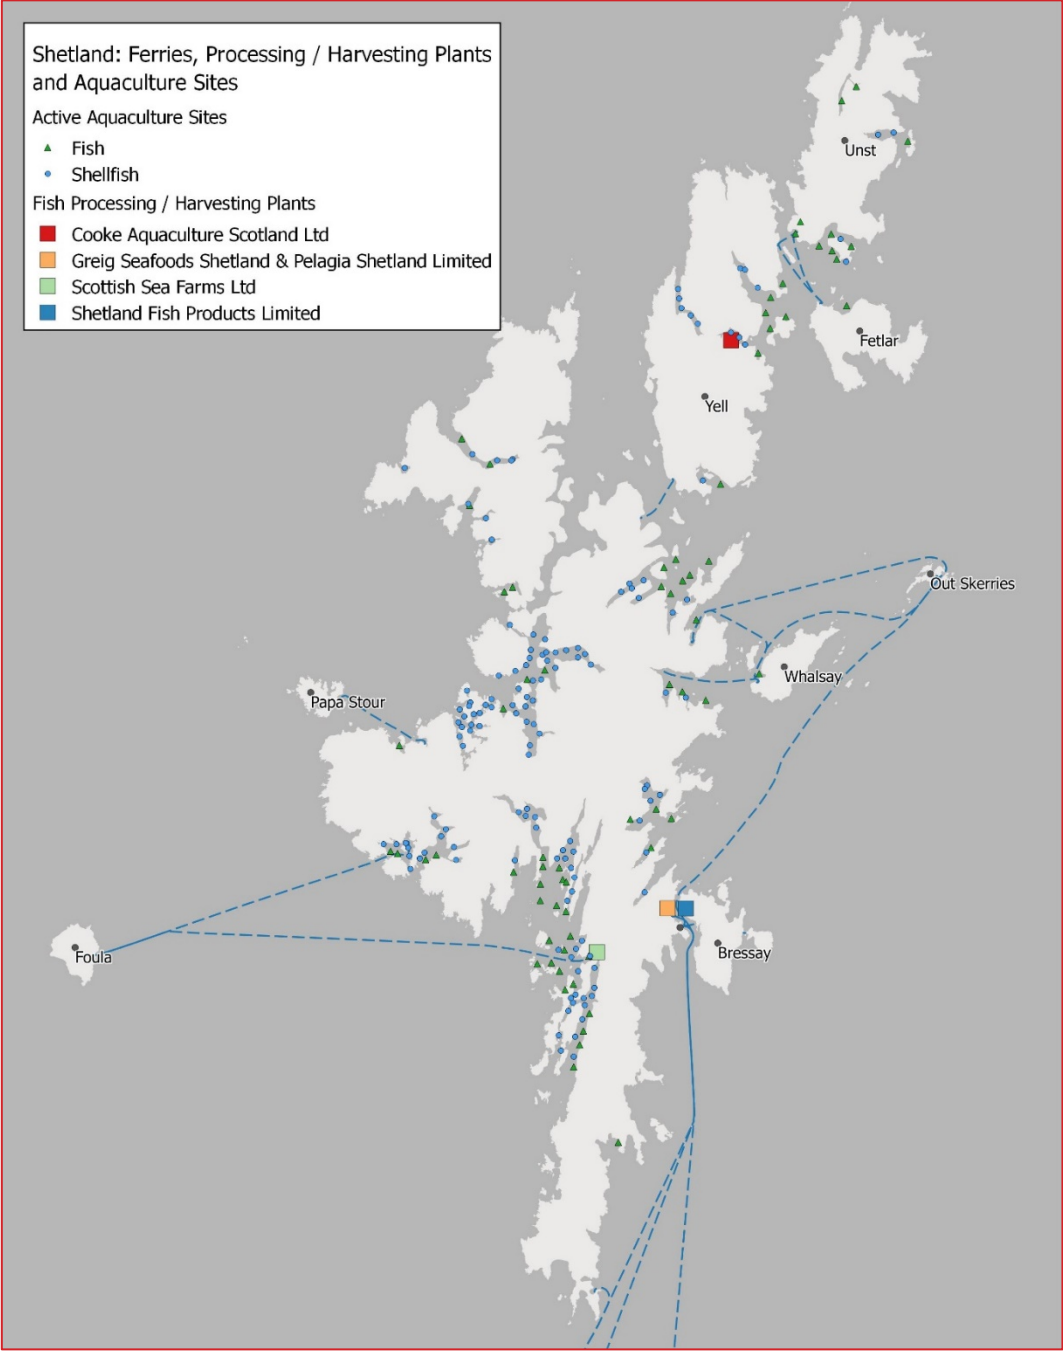 Shetland: Ferries, Processing / Harvesting Plants
and Aquaculture Sites
Active Aquaculture Sites
Fish
Shellfish
Fish Processing / Harvesting Plants
Cooke Aquaculture Scotland Ltd
Greig Seafoods Shetland & Pelagia Shetland Limited
Scottish Sea Farms Ltd
Shetland Fish Products Limited
Unst
Fetlar
Yell
Out Skerries
Whalsay
Papa Stour
Bressay
Foula